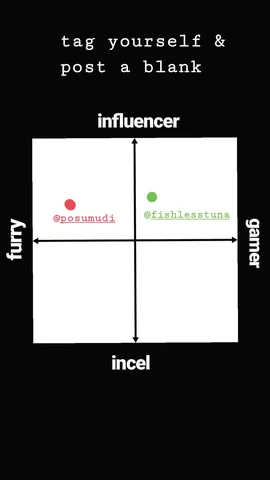 tag yourself &
post a blank
influencer
@posumudi
@fishlesstuna
furry
gamer
incel